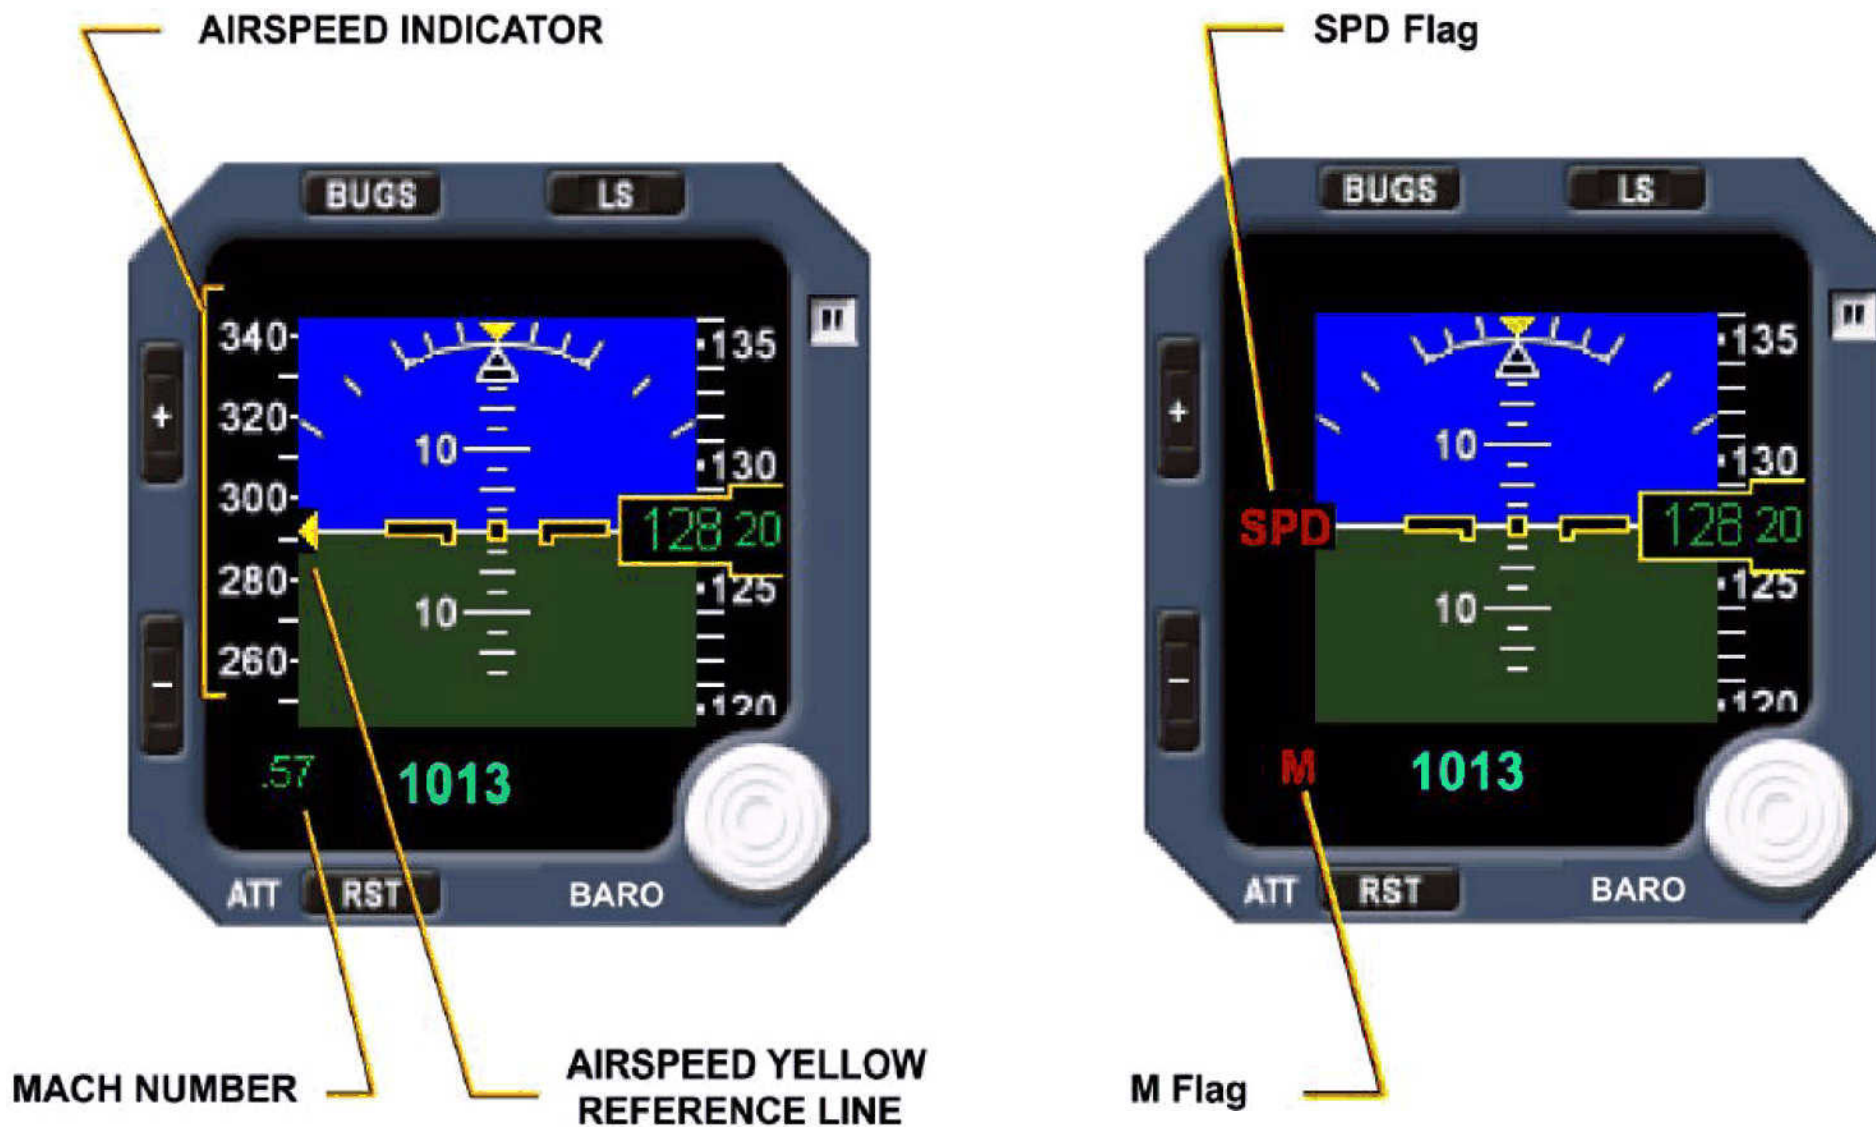 AIRSPEED INDICATOR
BUGS LS
340 135
+
320
10 130
300
128 20
280 125
10
260
-
120
.57 1013
ATT RST BARO
MACH NUMBER
AIRSPEED YELLOW
REFERENCE LINE
SPD Flag
BUGS LS
135
+
10 130
SPD 128 20
125
10
-
120
M 1013
ATT RST BARO
M Flag